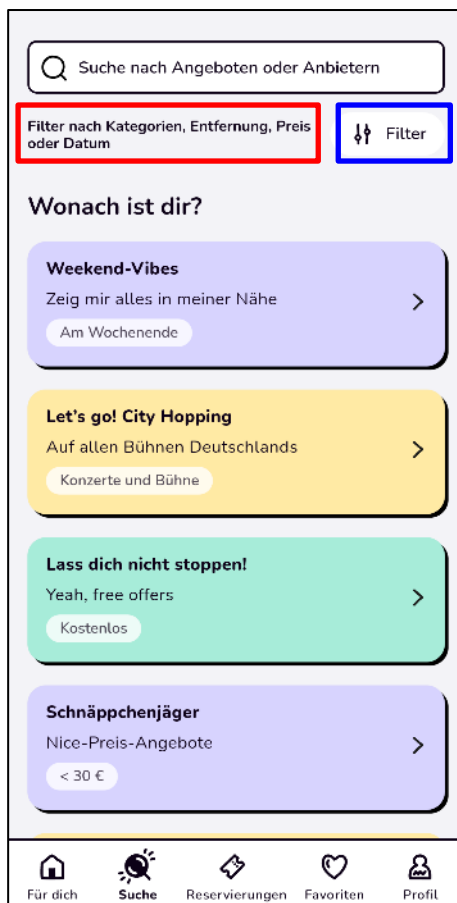 Suche nach Angeboten oder Anbietern
Filter nach Kategorien, Entfernung, Preis
oder Datum
Filter
Wonach ist dir?
Weekend-Vibes
Zeig mir alles in meiner Nähe
Am Wochenende
Let's go! City Hopping
Auf allen Bühnen Deutschlands
Konzerte und Bühne
Lass dich nicht stoppen!
Yeah, free offers
Kostenlos
Schnäppchenjäger
Nice-Preis-Angebote
< 30 €
Für dich Suche Reservierungen Favoriten Profil